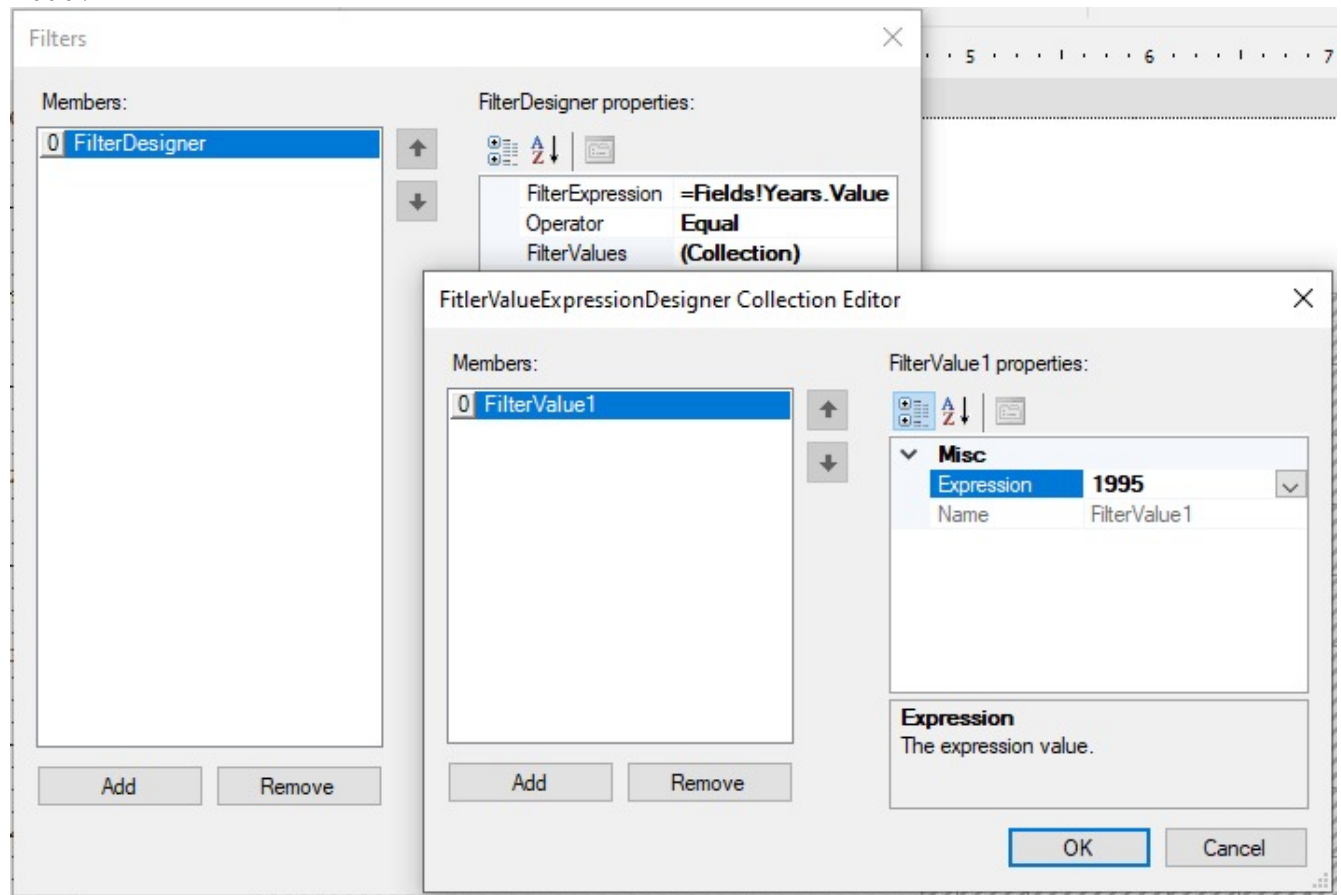 Filters
5 6 7
Members:
FilterDesigner properties:
0 FilterDesigner
A
Z
FilterExpression =Fields!Years.Value
Operator Equal
FilterValues (Collection)
FitlerValueExpressionDesigner Collection Editor
Members:
FilterValue1 properties:
0 FilterValue1
A
Z
Misc
Expression 1995
Name FilterValue1
Expression
The expression value.
Add Remove
Add Remove
OK Cancel